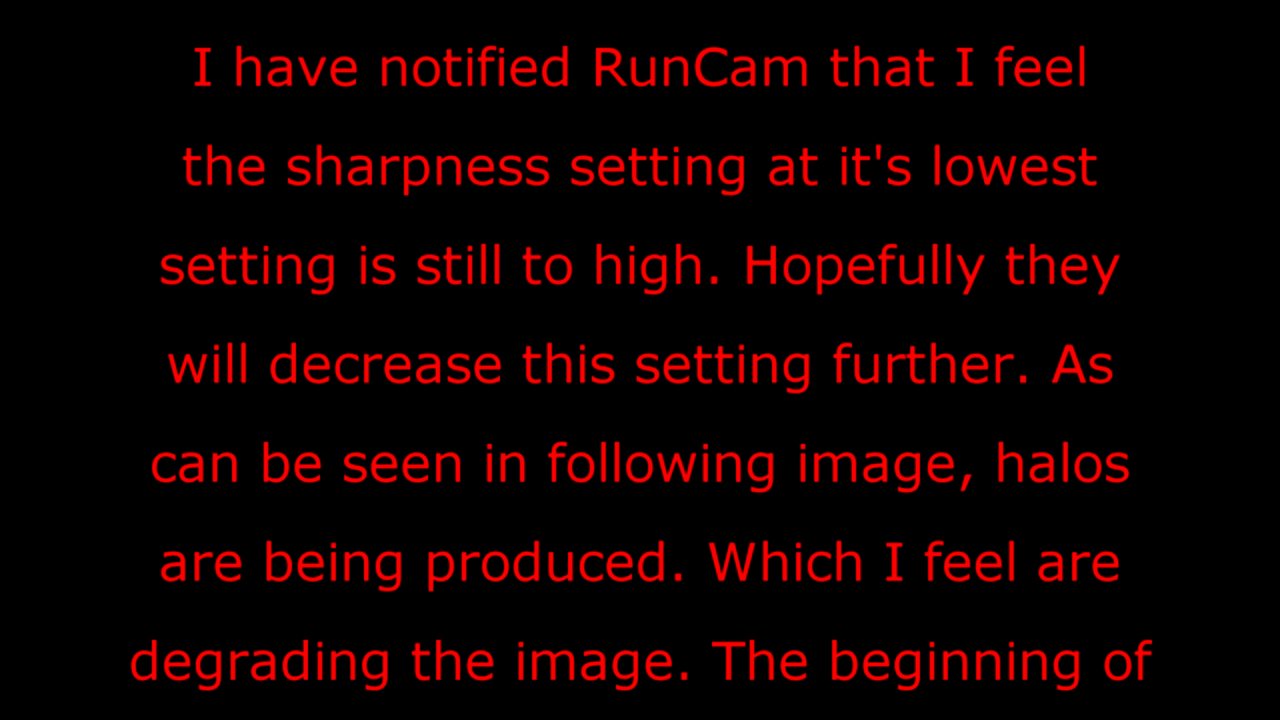 I have notified RunCam that I feel
the sharpness setting at it's lowest
setting is still to high. Hopefully they
will decrease this setting further. As
can be seen in following image, halos
are being produced. Which I feel are
degrading the image. The beginning of